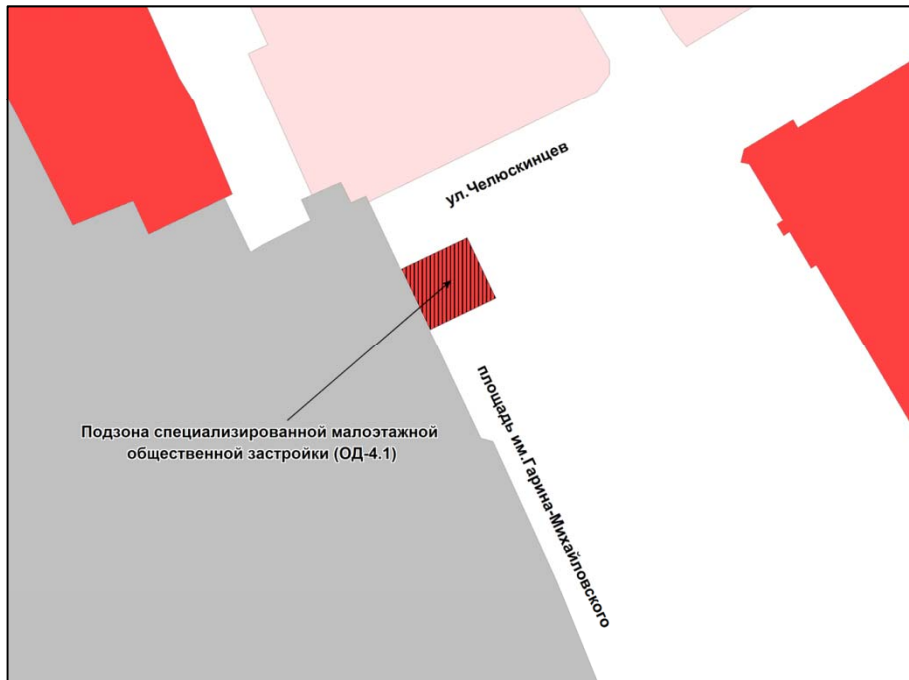 ул.Челюскинцев
площадь им.Гарина-Михайловского
Подзона специализированной малоэтажной
общественной застройки (ОД-4.1)